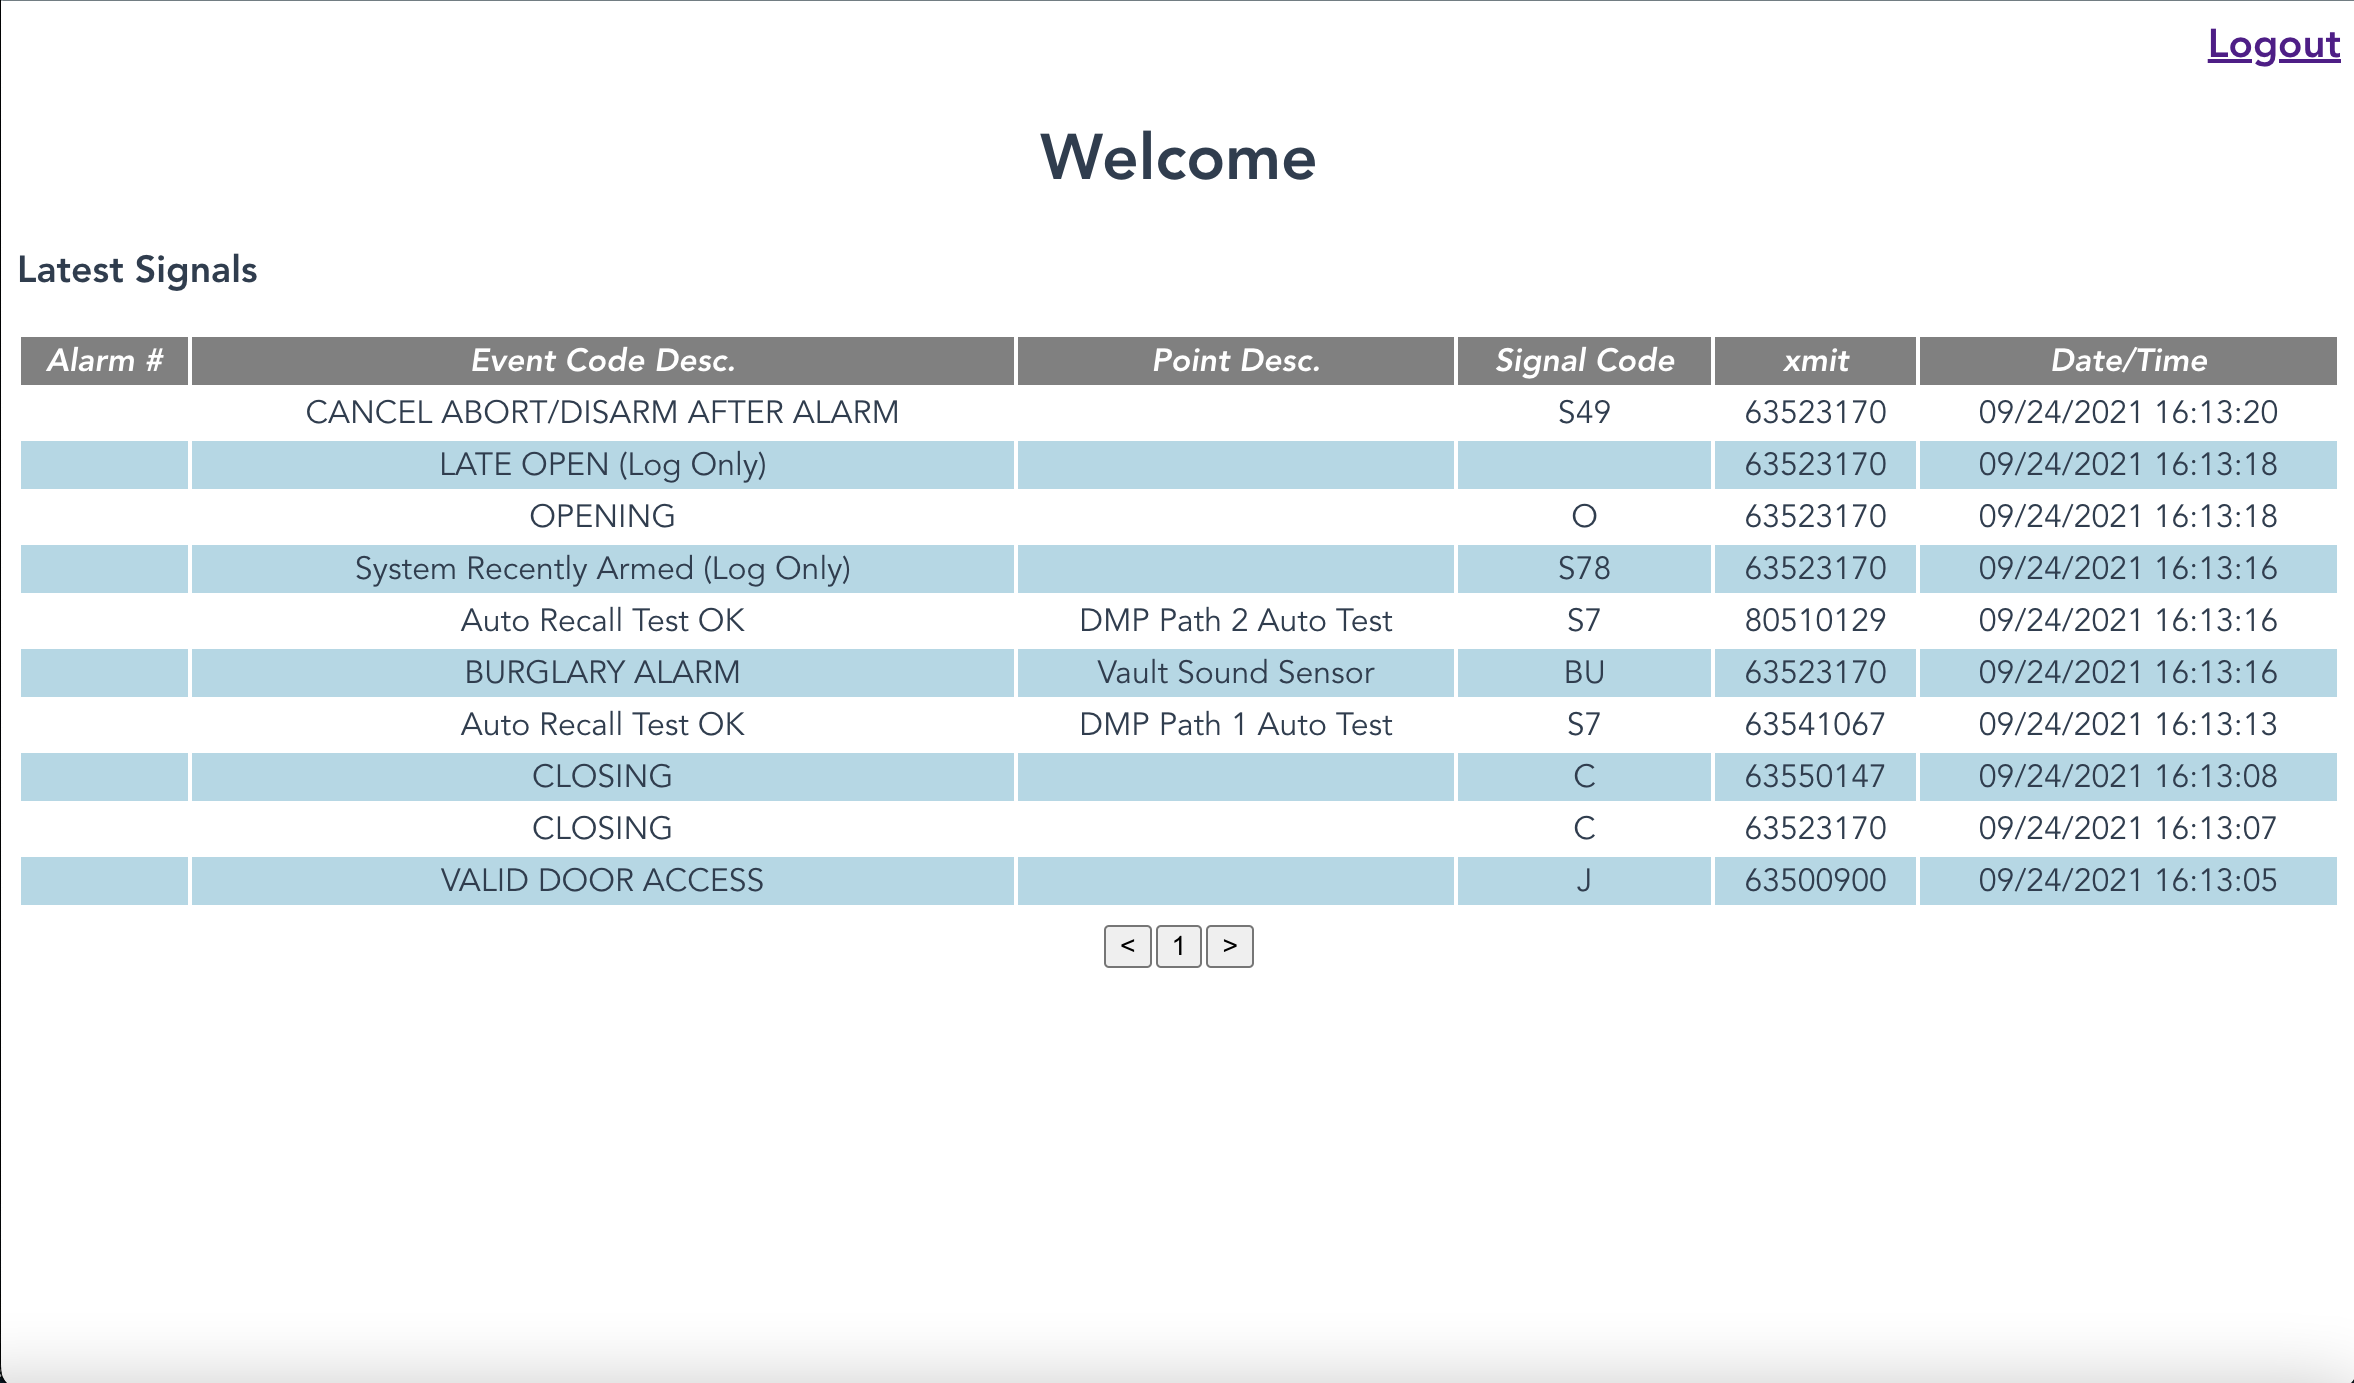 Logout
Welcome
Latest Signals
Alarm # Event Code Desc. Point Desc. Signal Code xmit Date/Time
CANCEL ABORT/DISARM AFTER ALARM S49 63523170 09/24/2021 16:13:20
LATE OPEN (Log Only) 63523170 09/24/2021 16:13:18
OPENING O 63523170 09/24/2021 16:13:18
System Recently Armed (Log Only) S78 63523170 09/24/2021 16:13:16
Auto Recall Test OK DMP Path 2 Auto Test S7 80510129 09/24/2021 16:13:16
BURGLARY ALARM Vault Sound Sensor BU 63523170 09/24/2021 16:13:16
Auto Recall Test OK DMP Path 1 Auto Test S7 63541067 09/24/2021 16:13:13
CLOSING C 63550147 09/24/2021 16:13:08
CLOSING C 63523170 09/24/2021 16:13:07
VALID DOOR ACCESS J 63500900 09/24/2021 16:13:05
< 1 >